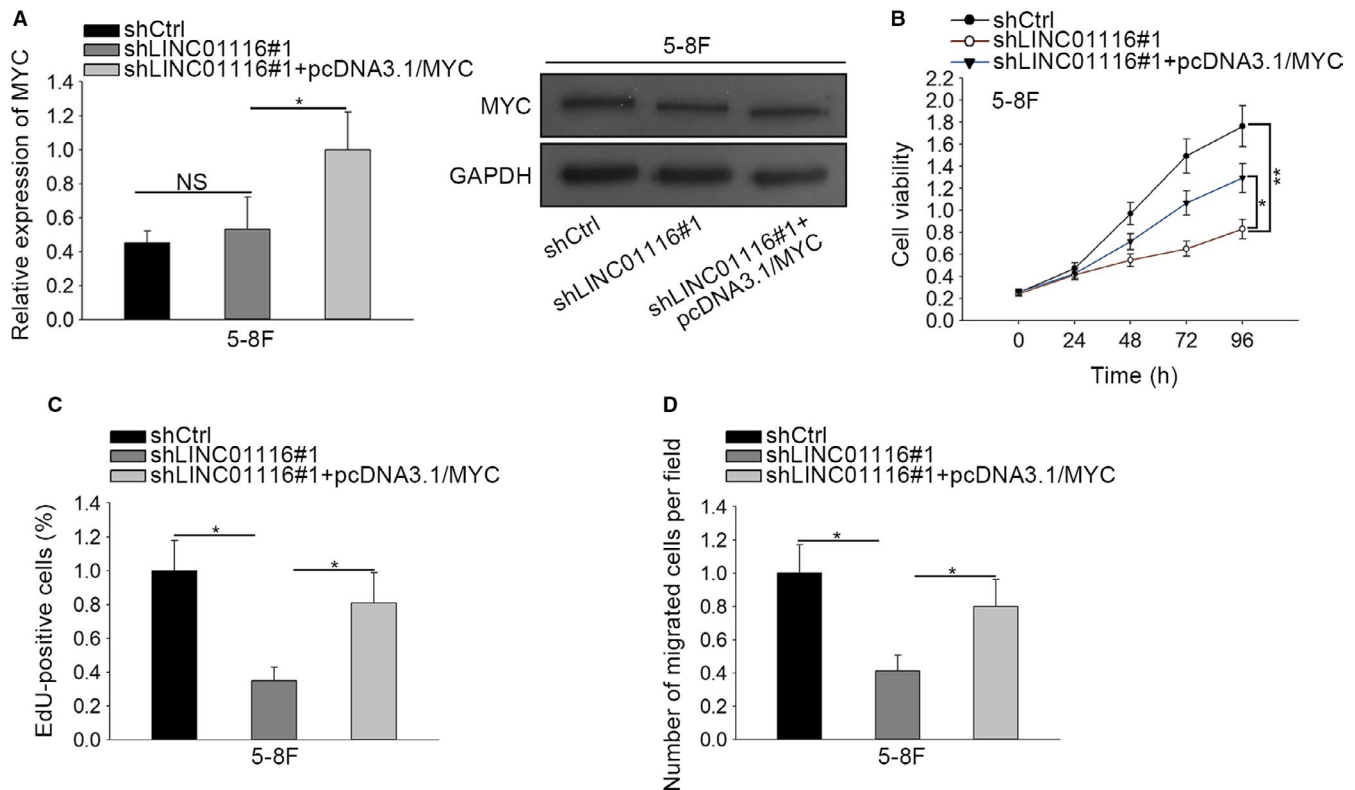 A
shCtrl
shLINC01116#1
shLINC01116#1+pcDNA3.1/MYC
Relative expression of MYC
1.4
1.2
1.0
0.8
0.6
0.4
0.2
0.0
NS
*
5-8F
5-8F
MYC
GAPDH
shCtrl
shLINC01116#1
shLINC01116#1+
pcDNA3.1/MYC
B
shCtrl
shLINC01116#1
shLINC01116#1+pcDNA3.1/MYC
5-8F
Cell viability
2.2
2.0
1.8
1.6
1.4
1.2
1.0
0.8
0.6
0.4
0.2
0.0
*
**
0 24 48 72 96
Time (h)
C
shCtrl
shLINC01116#1
shLINC01116#1+pcDNA3.1/MYC
EdU-positive cells (%)
1.4
1.2
1.0
0.8
0.6
0.4
0.2
0.0
*
*
5-8F
D
shCtrl
shLINC01116#1
shLINC01116#1+pcDNA3.1/MYC
Number of migrated cells per field
1.4
1.2
1.0
0.8
0.6
0.4
0.2
0.0
*
*
5-8F